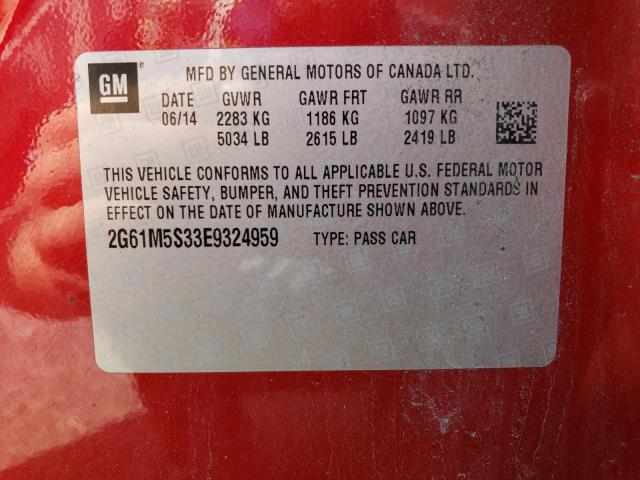 GM
MFD BY GENERAL MOTORS OF CANADA LTD.
DATE GVWR GAWR FRT GAWR RR
06/14 2283 KG 1186 KG 1097 KG
5034 LB 2615 LB 2419 LB
THIS VEHICLE CONFORMS TO ALL APPLICABLE U.S. FEDERAL MOTOR
VEHICLE SAFETY, BUMPER, AND THEFT PREVENTION STANDARDS IN
EFFECT ON THE DATE OF MANUFACTURE SHOWN ABOVE.
2G61M5S33E9324959 TYPE: PASS CAR